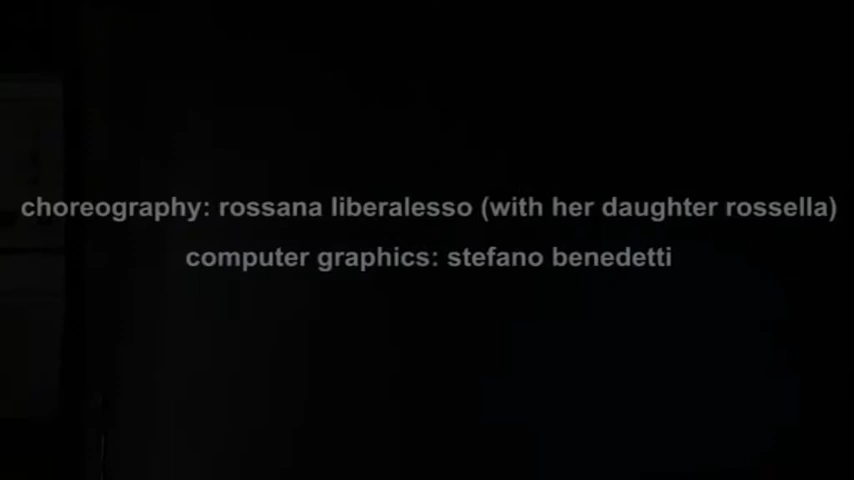 choreography: rossana liberalesso (with her daughter rossella)
computer graphics: stefano benedetti